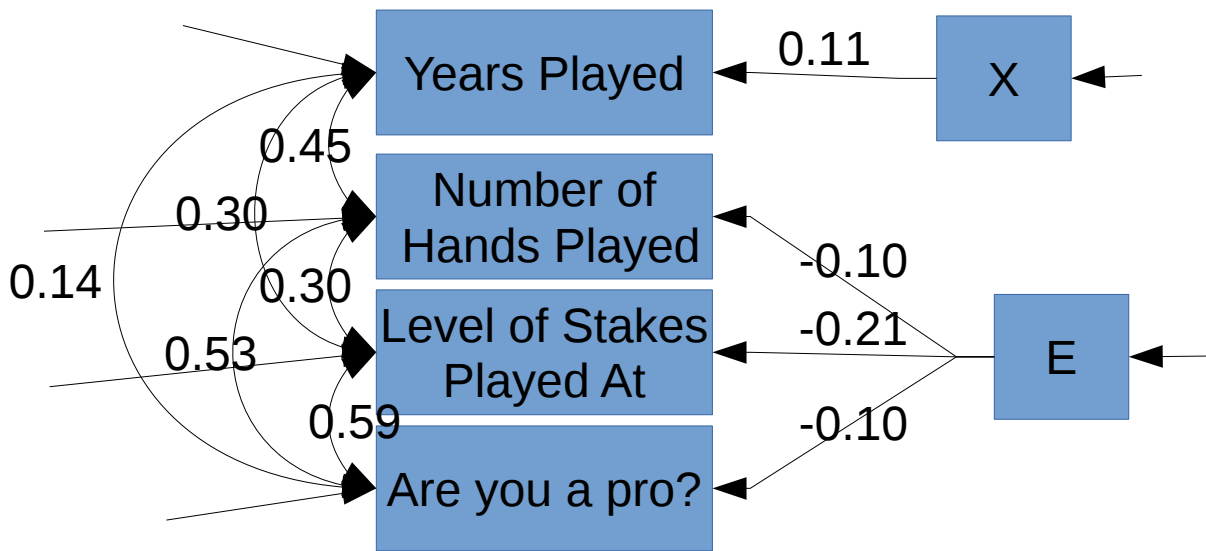 Years Played
0.11
X
0.45
Number of
Hands Played
0.30
-0.10
0.14
0.30
Level of Stakes
Played At
-0.21
E
0.53
0.59
-0.10
Are you a pro?